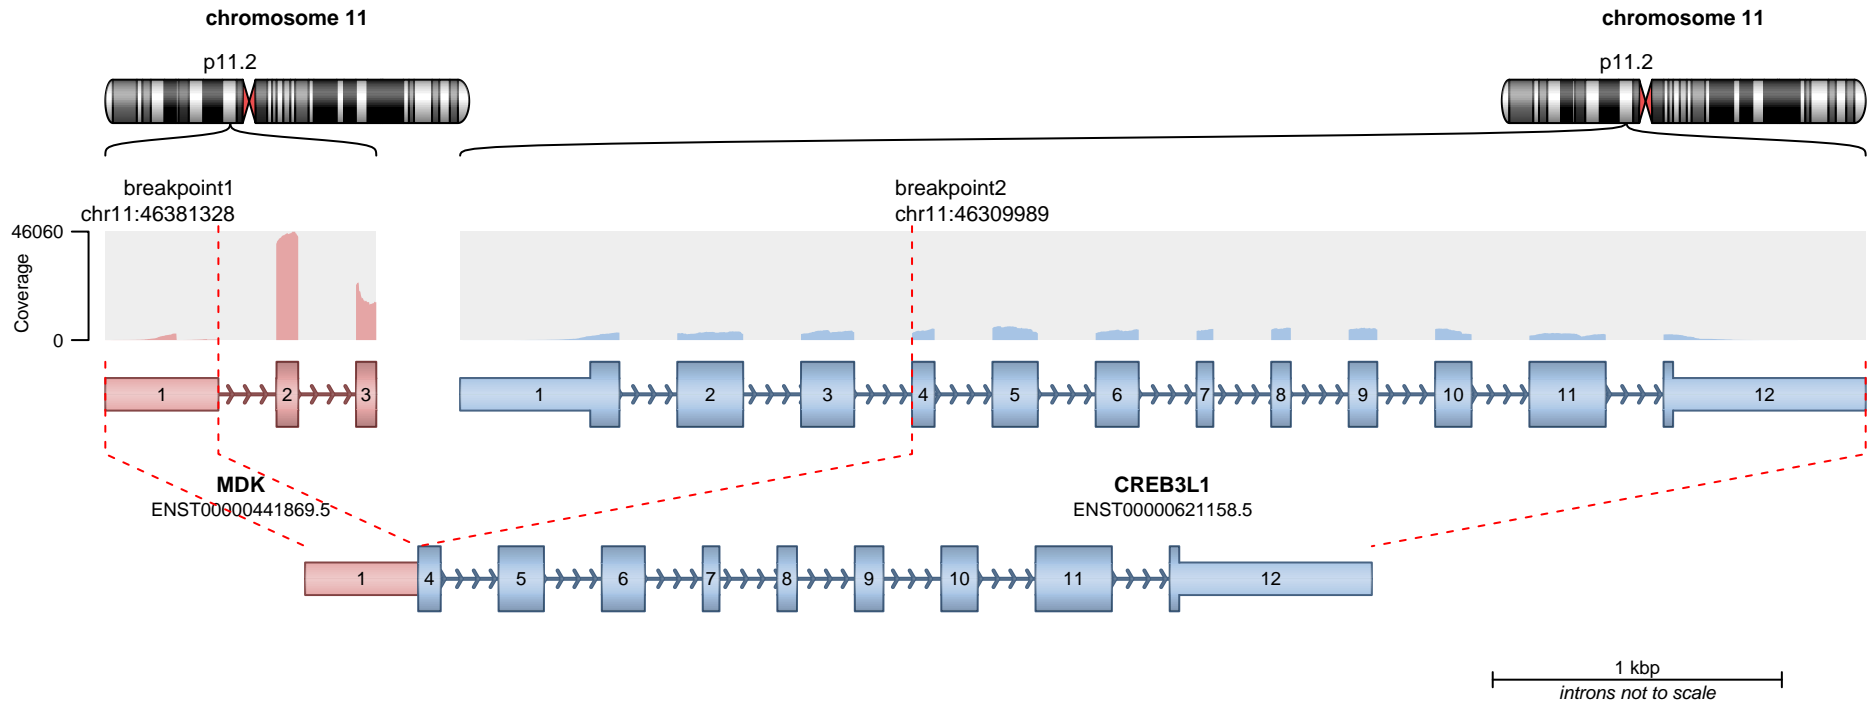 chromosome 11
chromosome 11
p11.2
p11.2
breakpoint1
chr11:46381328
breakpoint2
chr11:46309989
46060
Coverage
0
1 2 3
1 2 3 4 5 6 7 8 9 10 11 12
MDK
ENST00000441869.5
CREB3L1
ENST00000621158.5
1 4 5 6 7 8 9 10 11 12
1 kbp
introns not to scale